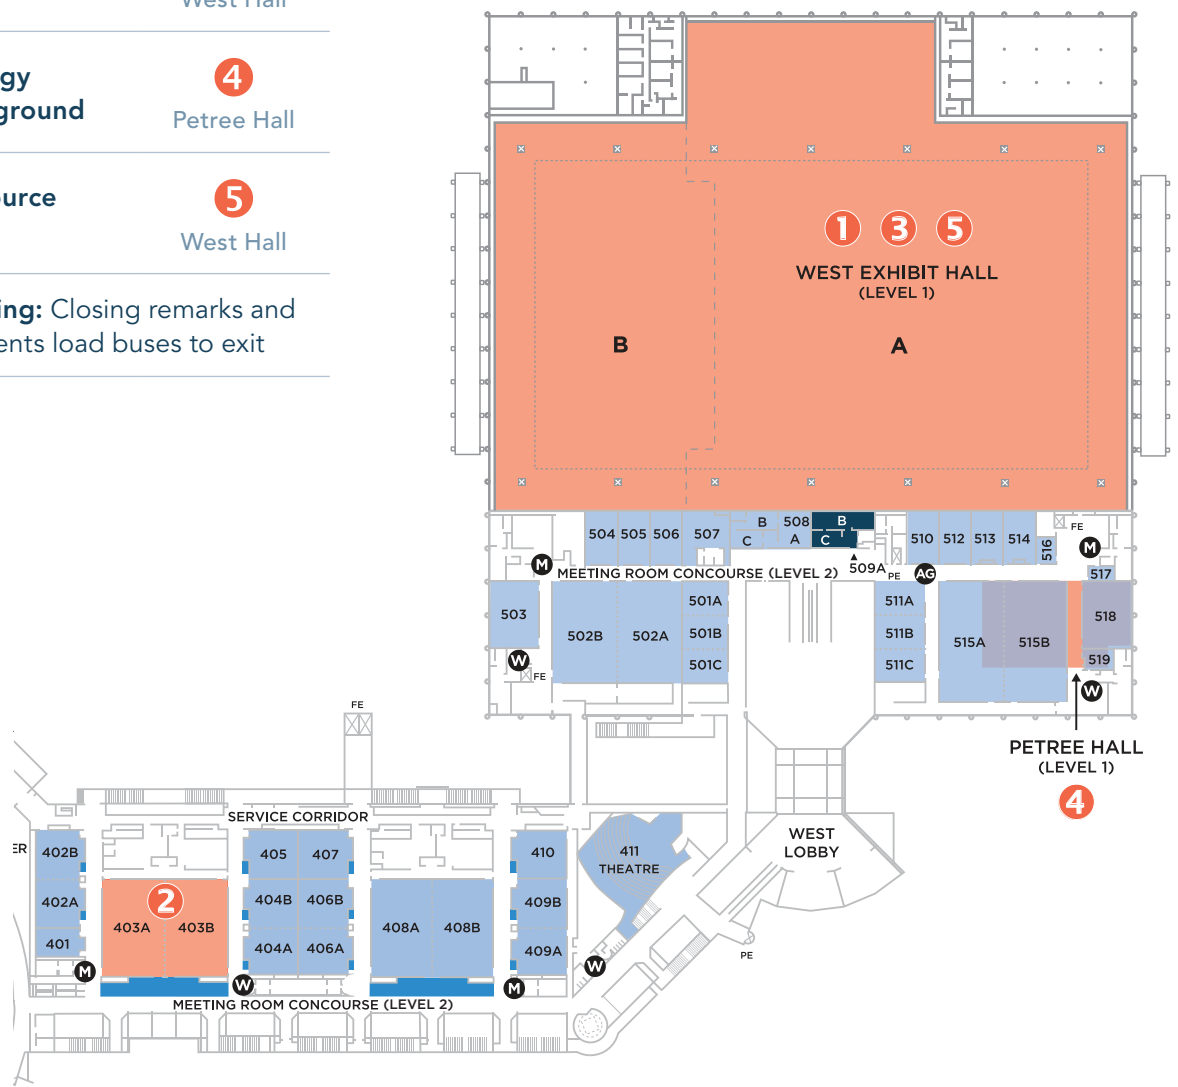 West Hall
gy
ground
4
Petree Hall
urce
5
West Hall
ing: Closing remarks and
ents load buses to exit
1 3 5
WEST EXHIBIT HALL
(LEVEL 1)
B
A
504 505 506 507
B
C
508
A
B
C
509A
510 512 513 514
516
FE
M
M
MEETING ROOM CONCOURSE (LEVEL 2)
PE
AG
517
503
502B
502A
501A
501B
501C
511A
511B
511C
515A
515B
518
519
W
FE
W
PETREE HALL
(LEVEL 1)
4
FE
SERVICE CORRIDOR
ER
402B
402A
401
2
403A
403B
405
407
404B
406B
404A
406A
408A
408B
410
409B
409A
411
THEATRE
WEST
LOBBY
PE
M
W
M
W
MEETING ROOM CONCOURSE (LEVEL 2)